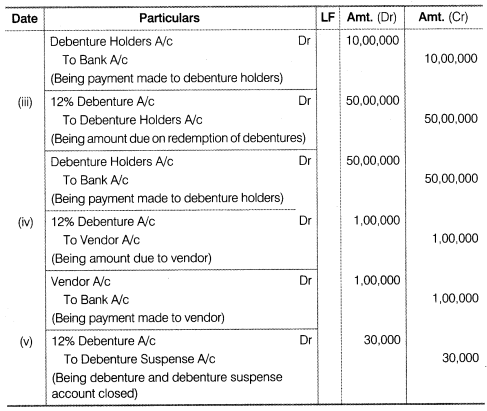 Date Particulars LF Amt. (Dr) Amt. (Cr)
Debenture Holders A/c Dr 10,00,000
To Bank A/c 10,00,000
(Being payment made to debenture holders)
(iii) 12% Debenture A/c Dr 50,00,000
To Debenture Holders A/c 50,00,000
(Being amount due on redemption of debentures)
Debenture Holders A/c Dr 50,00,000
To Bank A/c 50,00,000
(Being payment made to debenture holders)
(iv) 12% Debenture A/c Dr 1,00,000
To Vendor A/c 1,00,000
(Being amount due to vendor)
Vendor A/c Dr 1,00,000
To Bank A/c 1,00,000
(Being payment made to vendor)
(v) 12% Debenture A/c Dr 30,000
To Debenture Suspense A/c 30,000
(Being debenture and debenture suspense
account closed)